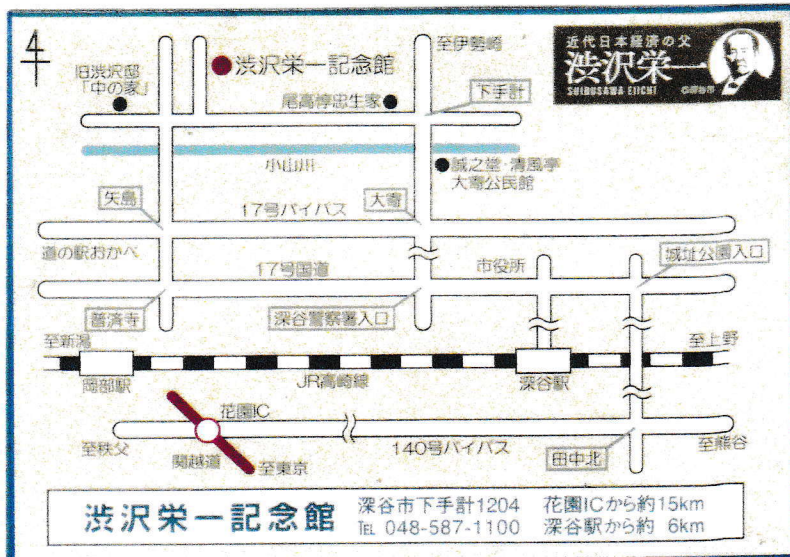 4
近代日本経済の父
渋沢栄一
SHIBUSAWA EIICHI
至伊勢崎
渋沢栄一記念館
旧渋沢邸
「中の家」
尾高惇忠生家
下手計
小山川
誠之堂・清風亭
大寄公民館
矢島
17号バイパス
大寄
道の駅おかべ
17号国道
市役所
城址公園入口
普済寺
深谷警察署入口
至新潟
至上野
岡部駅
JR高崎線
深谷駅
花園IC
至秩父
関越道
至東京
140号バイパス
田中北
至熊谷
渋沢栄一記念館
深谷市下手計1204 花園ICから約15km
TEL 048-587-1100 深谷駅から約 6km